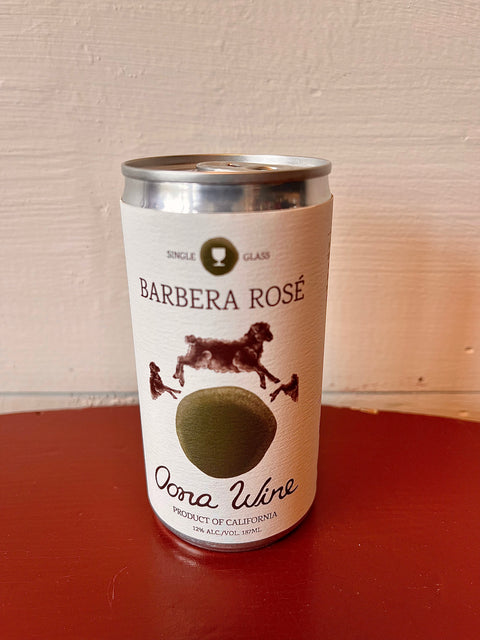 SINGLE GLASS
BARBERA ROSÉ
Oona Wine
PRODUCT OF CALIFORNIA
12% ALC./VOL. 187ML